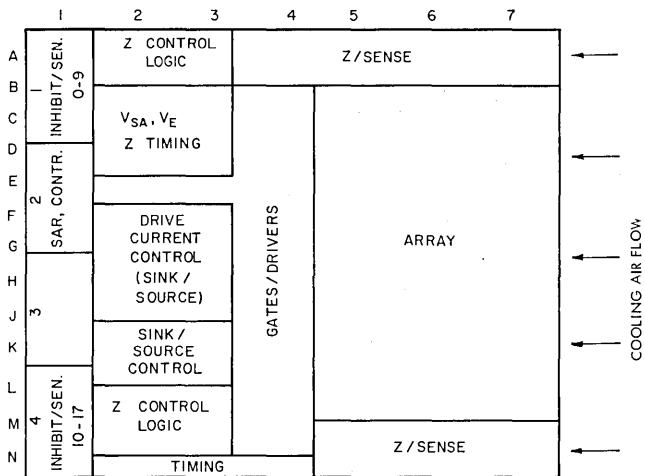 1 2 3 4 5 6 7
A
B
C
D
E
F
G
H
J
K
L
M
N
1
INHIBIT/SEN.
0-9
2
SAR, CONTR.
3
4
INHIBIT/SEN.
10-17
Z CONTROL
LOGIC
VSA, VE
Z TIMING
DRIVE
CURRENT
CONTROL
(SINK/
SOURCE)
SINK/
SOURCE
CONTROL
Z CONTROL
LOGIC
TIMING
GATES/DRIVERS
Z/SENSE
ARRAY
Z/SENSE
COOLING AIR FLOW